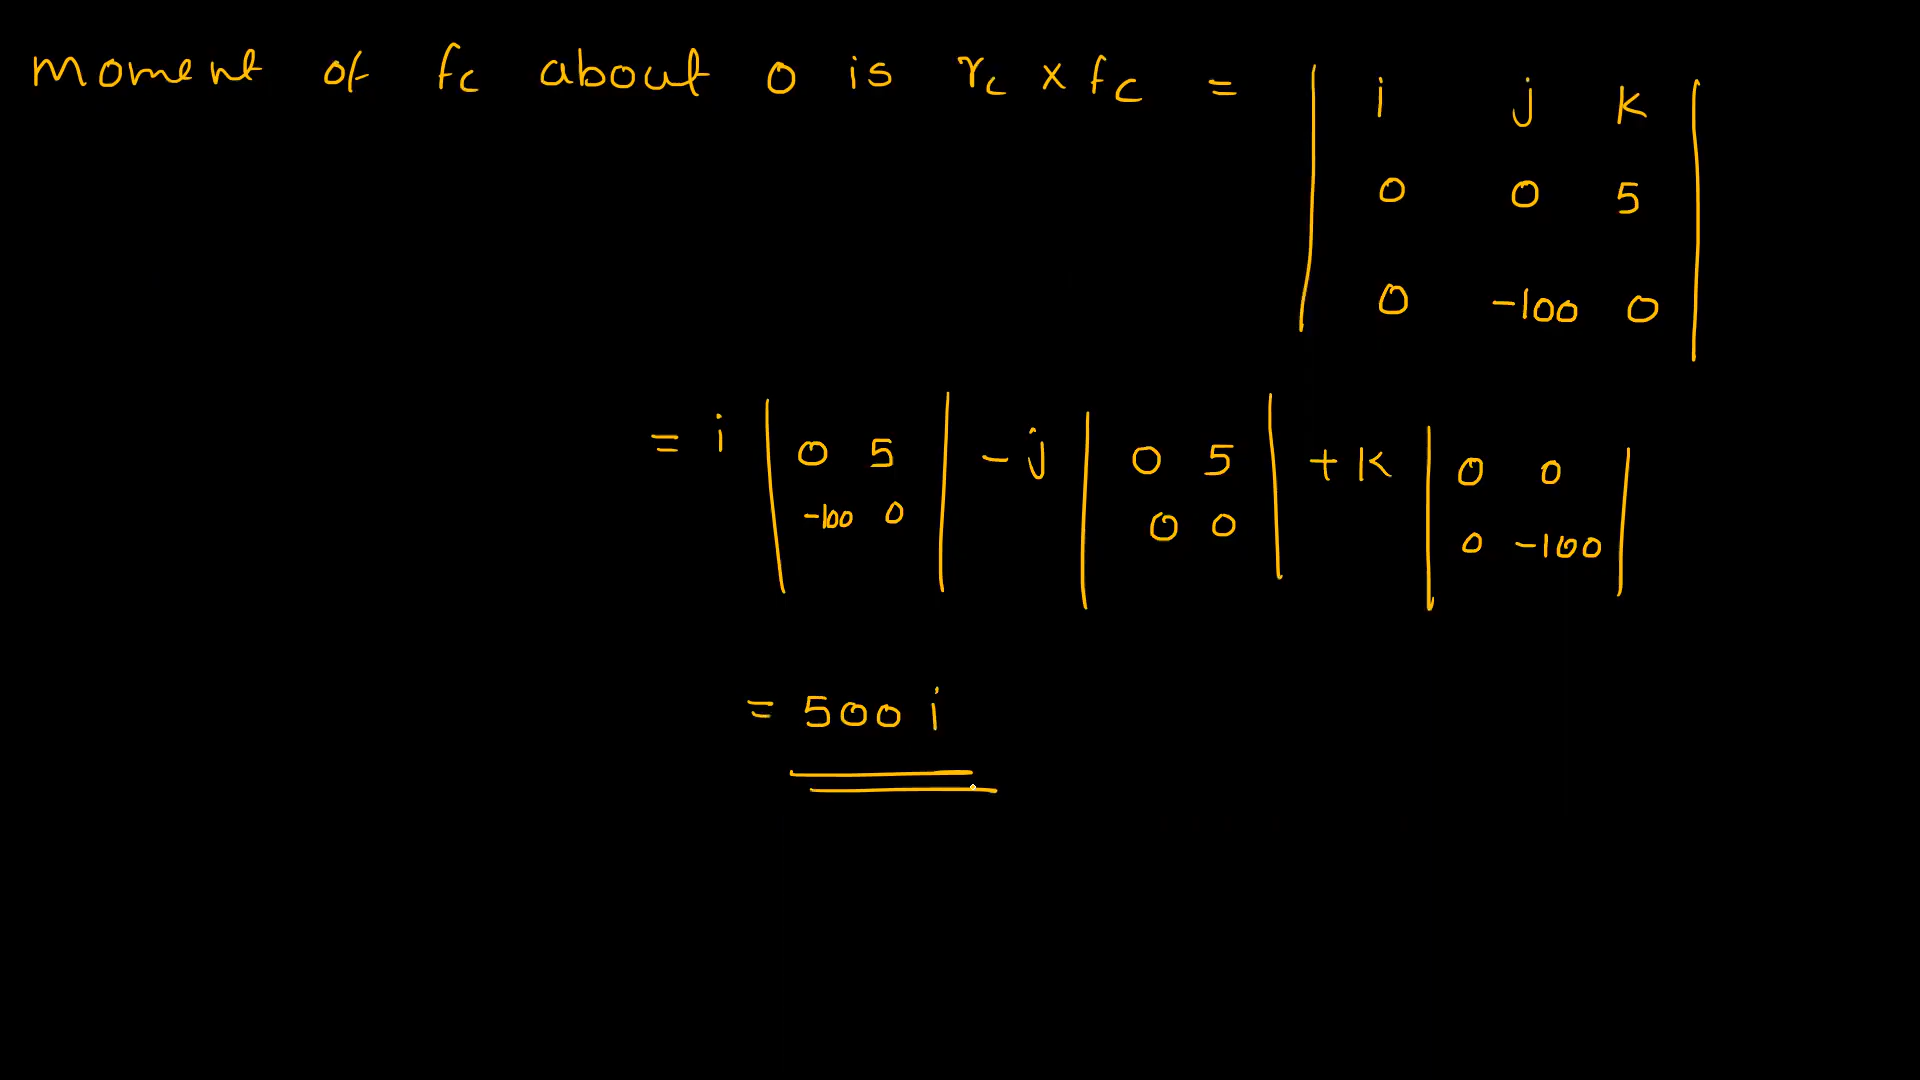 Moment of fc about 0 is rc x fc = | i j k |
| 0 0 5 |
| 0 -100 0 |
= i | 0 5 | - j | 0 5 | + k | 0 0 |
| -100 0 | | 0 0 | | 0 -100 |
= 500 i